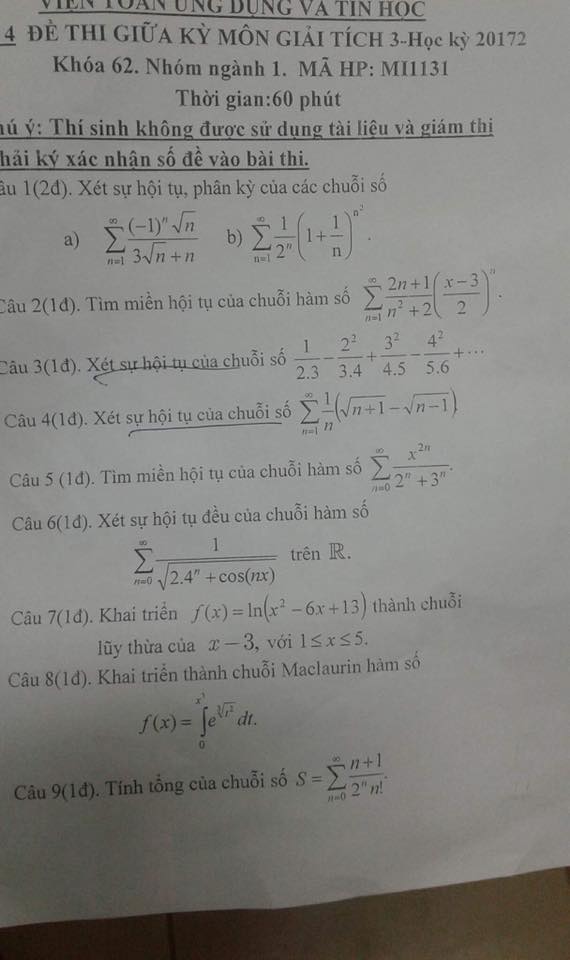 VIỆN TOÁN ỨNG DỤNG VÀ TIN HỌC
4 ĐỀ THI GIỮA KỲ MÔN GIẢI TÍCH 3-Học kỳ 20172
Khóa 62. Nhóm ngành 1. MÃ HP: MI1131
Thời gian:60 phút
hú ý: Thí sinh không được sử dụng tài liệu và giám thị
hải ký xác nhận số đề vào bài thi.
âu 1(2đ). Xét sự hội tụ, phân kỳ của các chuỗi số
a) $\sum_{n=1}^{\infty}\frac{(-1)^n\sqrt{n}}{3\sqrt{n}+n}$ b) $\sum_{n=1}^{\infty}\frac{1}{2^n}\left(1+\frac{1}{n}\right)^{n^2}$.
Câu 2(1đ). Tìm miền hội tụ của chuỗi hàm số $\sum_{n=1}^{\infty}\frac{2n+1}{n^2+2}\left(\frac{x-3}{2}\right)^n$.
Câu 3(1đ). Xét sự hội tụ của chuỗi số $\frac{1}{2.3}-\frac{2^2}{3.4}+\frac{3^2}{4.5}-\frac{4^2}{5.6}+\cdots$
Câu 4(1đ). Xét sự hội tụ của chuỗi số $\sum_{n=1}^{\infty}\frac{1}{n}\left(\sqrt{n+1}-\sqrt{n-1}\right)$.
Câu 5 (1đ). Tìm miền hội tụ của chuỗi hàm số $\sum_{n=0}^{\infty}\frac{x^{2n}}{2^n+3^n}$.
Câu 6(1đ). Xét sự hội tụ đều của chuỗi hàm số
$\sum_{n=0}^{\infty}\frac{1}{\sqrt{2.4^n+\cos(nx)}}$ trên $\mathbb{R}$.
Câu 7(1đ). Khai triển $f(x)=\ln(x^2-6x+13)$ thành chuỗi
lũy thừa của $x-3$, với $1\le x\le 5$.
Câu 8(1đ). Khai triển thành chuỗi Maclaurin hàm số
$f(x)=\int_0^{x^3}e^{\sqrt[3]{t^2}}dt.$
Câu 9(1đ). Tính tổng của chuỗi số $S=\sum_{n=0}^{\infty}\frac{n+1}{2^n n!}$.